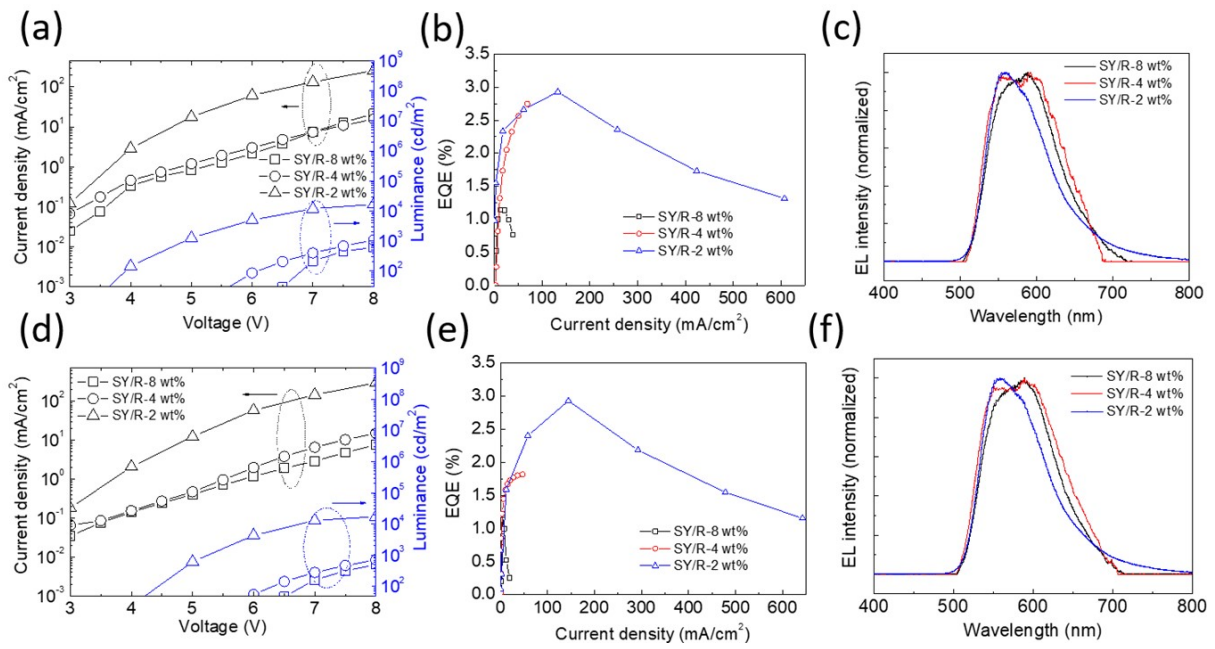 (a)
Current density (mA/cm²)
10²
10¹
10⁰
10⁻¹
10⁻²
10⁻³
3 4 5 6 7 8
Voltage (V)
SY/R-8 wt%
SY/R-4 wt%
SY/R-2 wt%
10⁹
10⁸
10⁷
10⁶
10⁵
10⁴
10³
10²
Luminance (cd/m²)
(b)
EQE (%)
3.5
3.0
2.5
2.0
1.5
1.0
0.5
0.0
0 100 200 300 400 500 600
Current density (mA/cm²)
SY/R-8 wt%
SY/R-4 wt%
SY/R-2 wt%
(c)
EL intensity (normalized)
SY/R-8 wt%
SY/R-4 wt%
SY/R-2 wt%
400 500 600 700 800
Wavelength (nm)
(d)
Current density (mA/cm²)
10²
10¹
10⁰
10⁻¹
10⁻²
10⁻³
3 4 5 6 7 8
Voltage (V)
SY/R-8 wt%
SY/R-4 wt%
SY/R-2 wt%
10⁹
10⁸
10⁷
10⁶
10⁵
10⁴
10³
10²
Luminance (cd/m²)
(e)
EQE (%)
3.5
3.0
2.5
2.0
1.5
1.0
0.5
0.0
0 100 200 300 400 500 600
Current density (mA/cm²)
SY/R-8 wt%
SY/R-4 wt%
SY/R-2 wt%
(f)
EL intensity (normalized)
SY/R-8 wt%
SY/R-4 wt%
SY/R-2 wt%
400 500 600 700 800
Wavelength (nm)